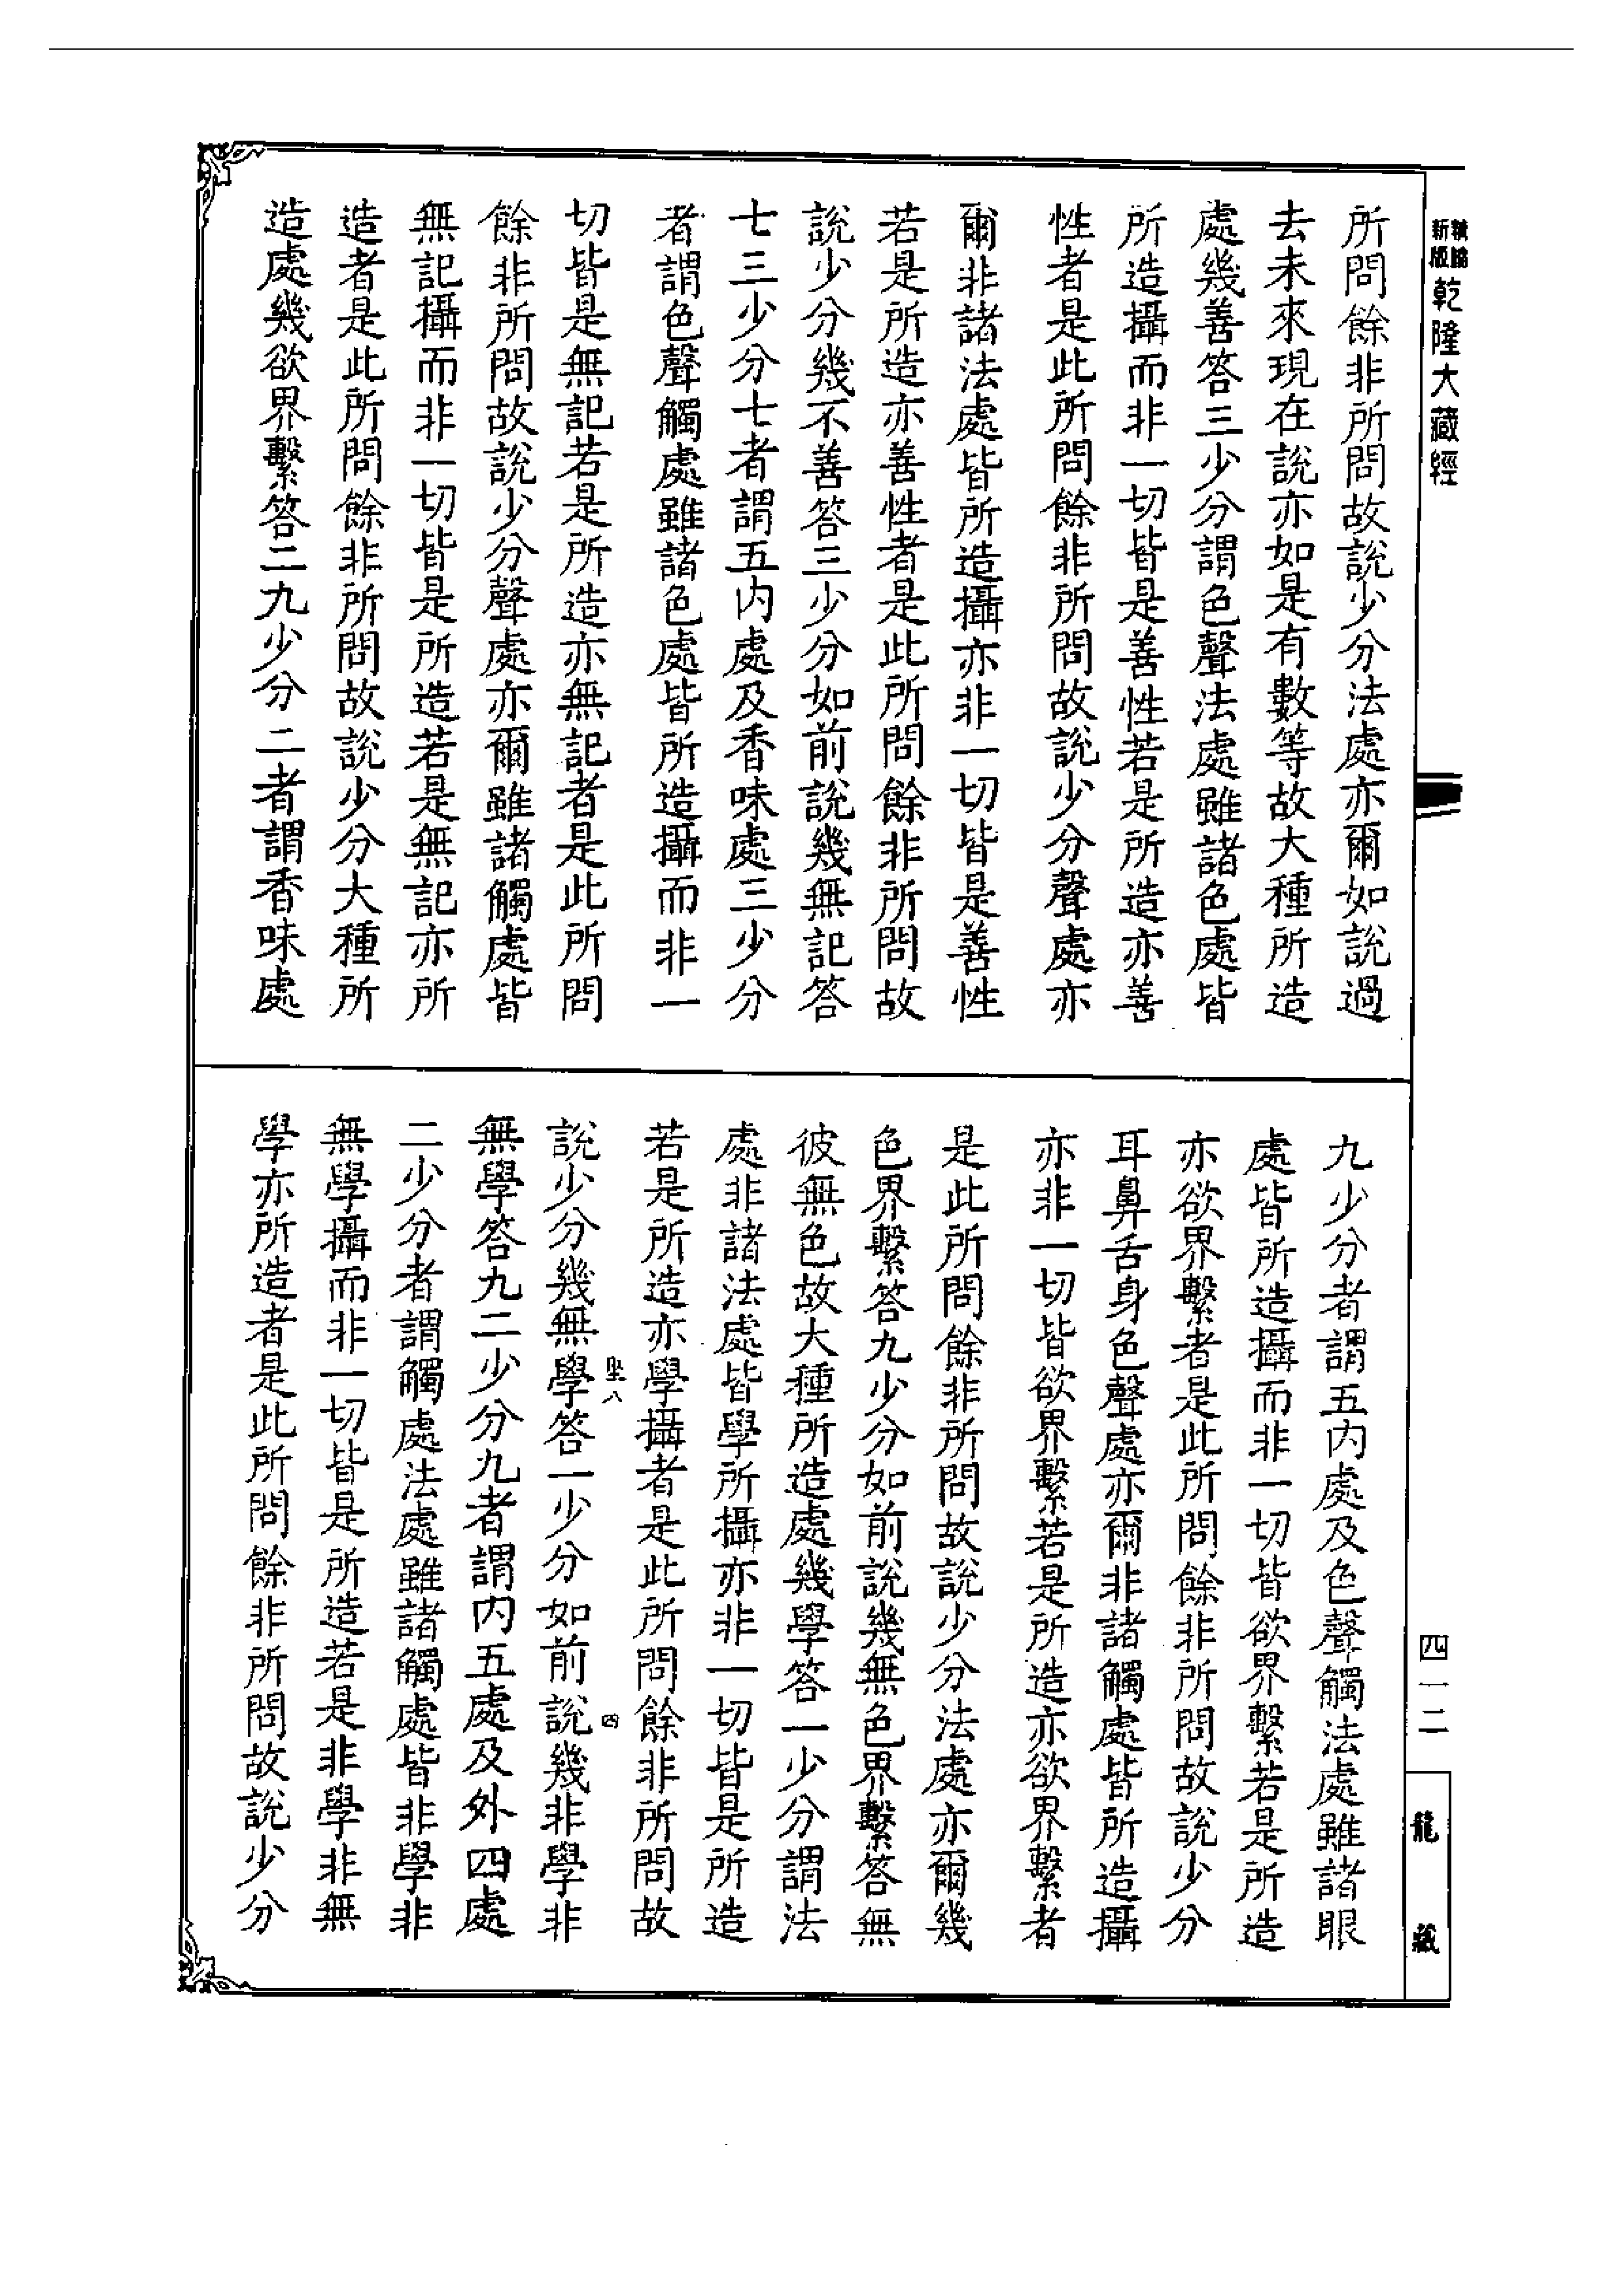 新版
乾隆大藏經
所問餘非所問故說少分法處亦爾如說過
去未來現在說亦如是有數等故大種所造
處幾善答三少分謂色聲法處雖諸色處皆
所造攝而非一切皆是善性若是所造亦善
性者是此所問餘非所問故說少分聲處亦
爾非諸法處皆所造攝亦非一切皆是善性
若是所造亦善性者是此所問餘非所問故
說少分幾不善答三少分如前說幾無記答
七三少分七者謂五內處及香味處三少分
者謂色聲觸處雖諸色處皆所造攝而非一
切皆是無記若是所造亦無記者是此所問
餘非所問故說少分聲處亦爾雖諸觸處皆
無記攝而非一切皆是所造若是無記亦所
造者是此所問餘非所問故說少分大種所
造處幾欲界繫答二九少分二者謂香味處
九少分者謂五內處及色聲觸法處雖諸眼
處皆所造攝而非一切皆欲界繫若是所造
亦欲界繫者是此所問餘非所問故說少分
耳鼻舌身色聲處亦爾非諸觸處皆所造攝
亦非一切皆欲界繫若是所造亦欲界繫者
是此所問餘非所問故說少分法處亦爾幾
色界繫答九少分如前說幾無色界繫答無
彼無色故大種所造處幾學答一少分謂法
處非諸法處皆學所攝亦非一切皆是所造
若是所造亦學攝者是此所問餘非所問故
坐八
四
說少分幾無學答一少分如前說幾非學非
無學答九二少分九者謂內五處及外四處
二少分者謂觸處法處雖諸觸處皆非學非
無學攝而非一切皆是所造若是非學非無
學亦所造者是此所問餘非所問故說少分
四一二
龍藏